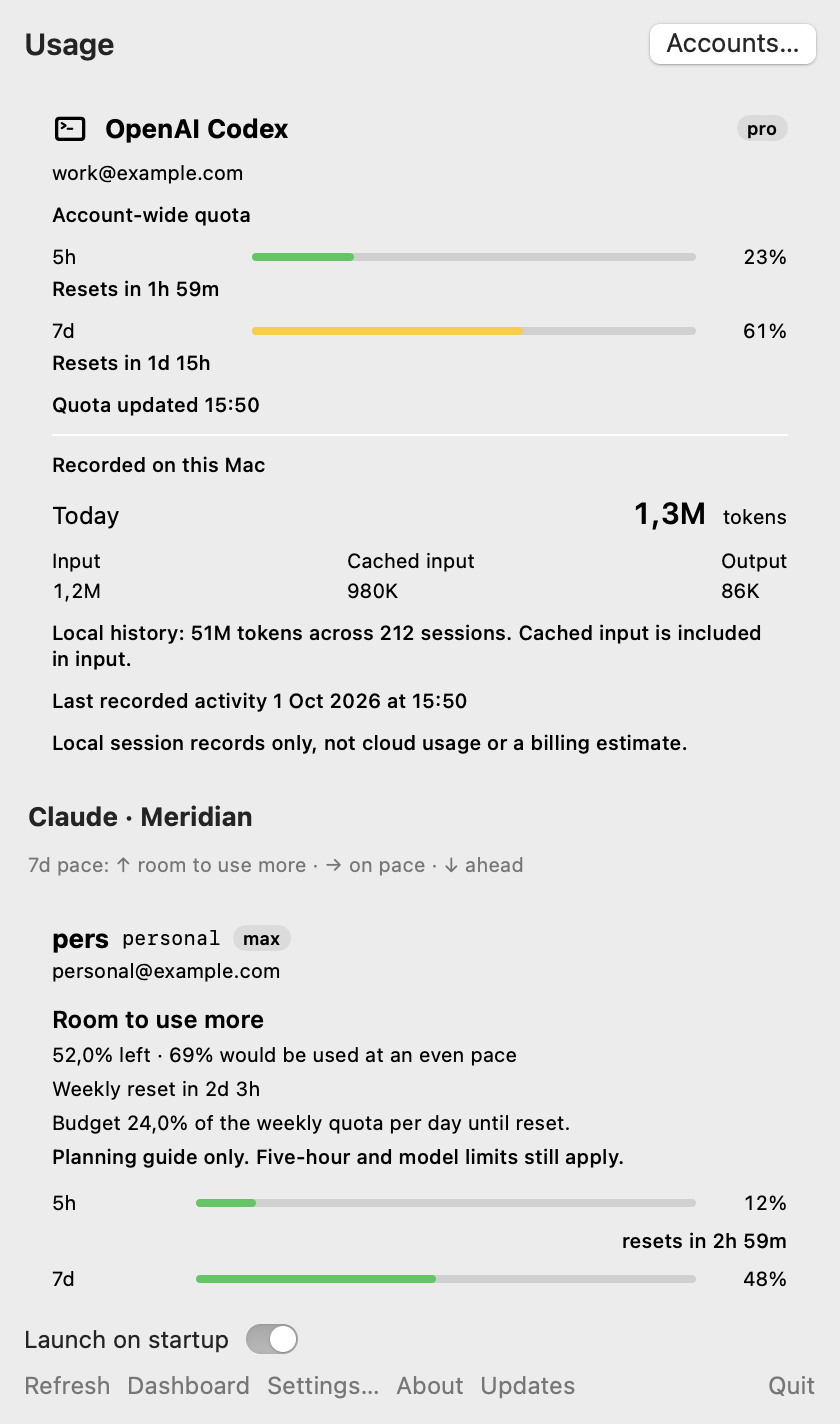 Usage
Accounts...
OpenAI Codex
pro
work@example.com
Account-wide quota
5h 23%
Resets in 1h 59m
7d 61%
Resets in 1d 15h
Quota updated 15:50
Recorded on this Mac
Today 1,3M tokens
Input Cached input Output
1,2M 980K 86K
Local history: 51M tokens across 212 sessions. Cached input is included
in input.
Last recorded activity 1 Oct 2026 at 15:50
Local session records only, not cloud usage or a billing estimate.
Claude · Meridian
7d pace: ↑ room to use more · → on pace · ↓ ahead
pers personal max
personal@example.com
Room to use more
52,0% left · 69% would be used at an even pace
Weekly reset in 2d 3h
Budget 24,0% of the weekly quota per day until reset.
Planning guide only. Five-hour and model limits still apply.
5h 12%
resets in 2h 59m
7d 48%
Launch on startup
Refresh Dashboard Settings... About Updates Quit